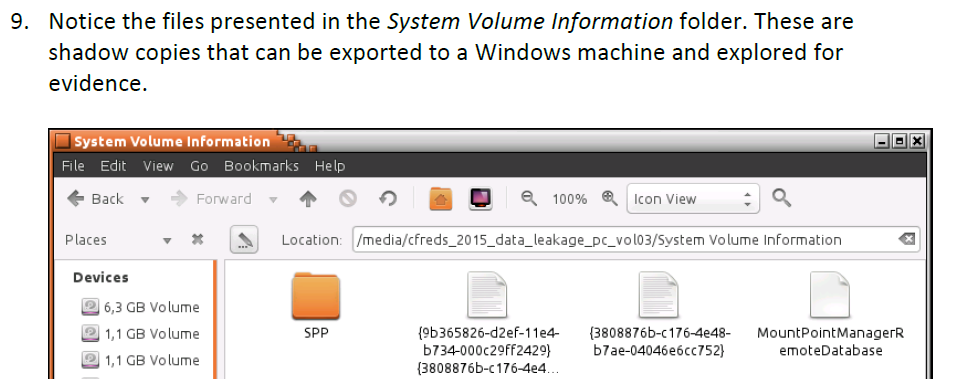 9. Notice the files presented in the System Volume Information folder. These are
shadow copies that can be exported to a Windows machine and explored for
evidence.
System Volume Information
File Edit View Go Bookmarks Help
Back Forward 100% Icon View
Places Location: /media/cfreds_2015_data_leakage_pc_vol03/System Volume Information
Devices
6,3 GB Volume
1,1 GB Volume
1,1 GB Volume
SPP
{9b365826-d2ef-11e4-
b734-000c29ff2429}
{3808876b-c176-4e4...
{3808876b-c176-4e48-
b7ae-04046e6cc752}
MountPointManagerR
emoteDatabase